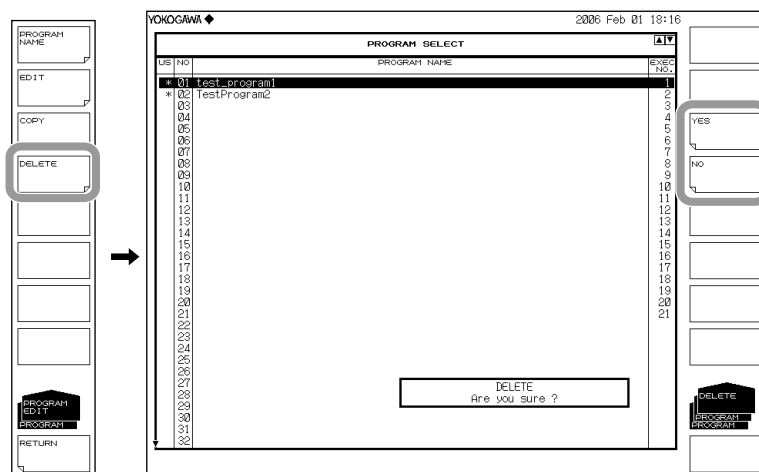 PROGRAM
NAME
EDIT
COPY
DELETE
PROGRAM
EDIT
PROGRAM
RETURN
YOKOGAWA ◆ 2006 Feb 01 18:16
PROGRAM SELECT
US NO PROGRAM NAME EXEC
NO.
* 01 test_program1 1
* 02 TestProgram2 2
03 3
04 4
05 5
06 6
07 7
08 8
09 9
10 10
11 11
12 12
13 13
14 14
15 15
16 16
17 17
18 18
19 19
20 20
21 21
22
23
24
25
26
27
28
29
30
31
32
DELETE
Are you sure ?
YES
NO
DELETE
PROGRAM
PROGRAM